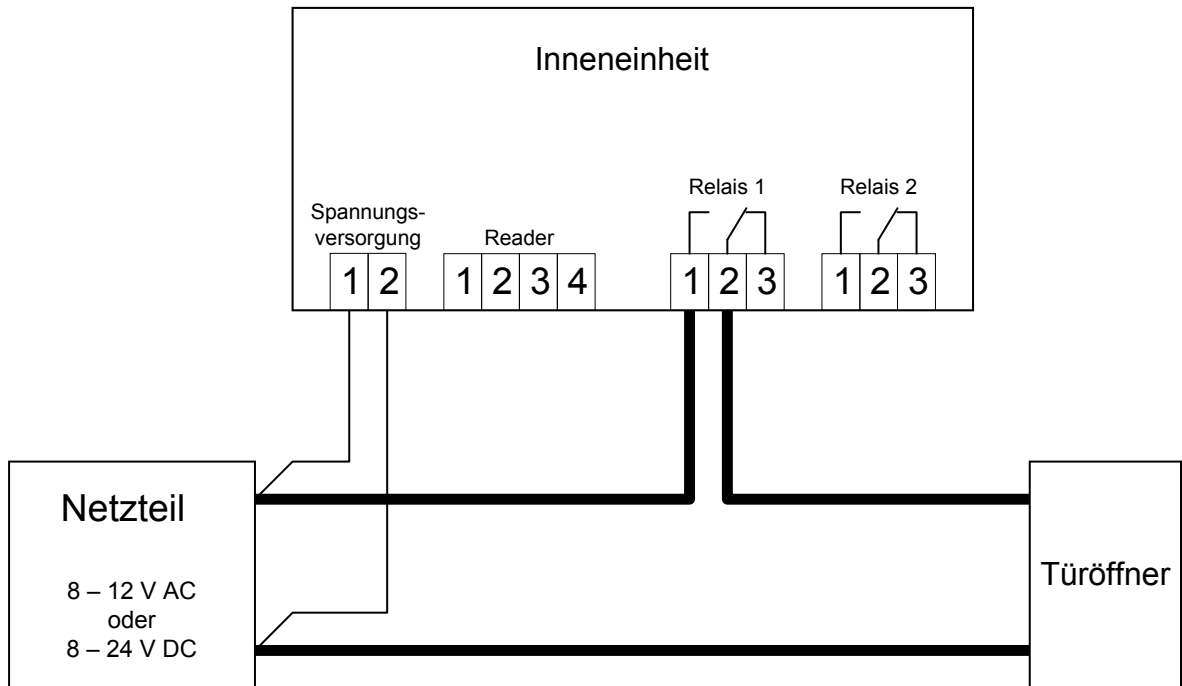 Inneneinheit
Relais 1
Relais 2
Spannungs-
versorgung
Reader
1 2
1 2 3 4
1 2 3
1 2 3
Netzteil
8 – 12 V AC
oder
8 – 24 V DC
Türöffner